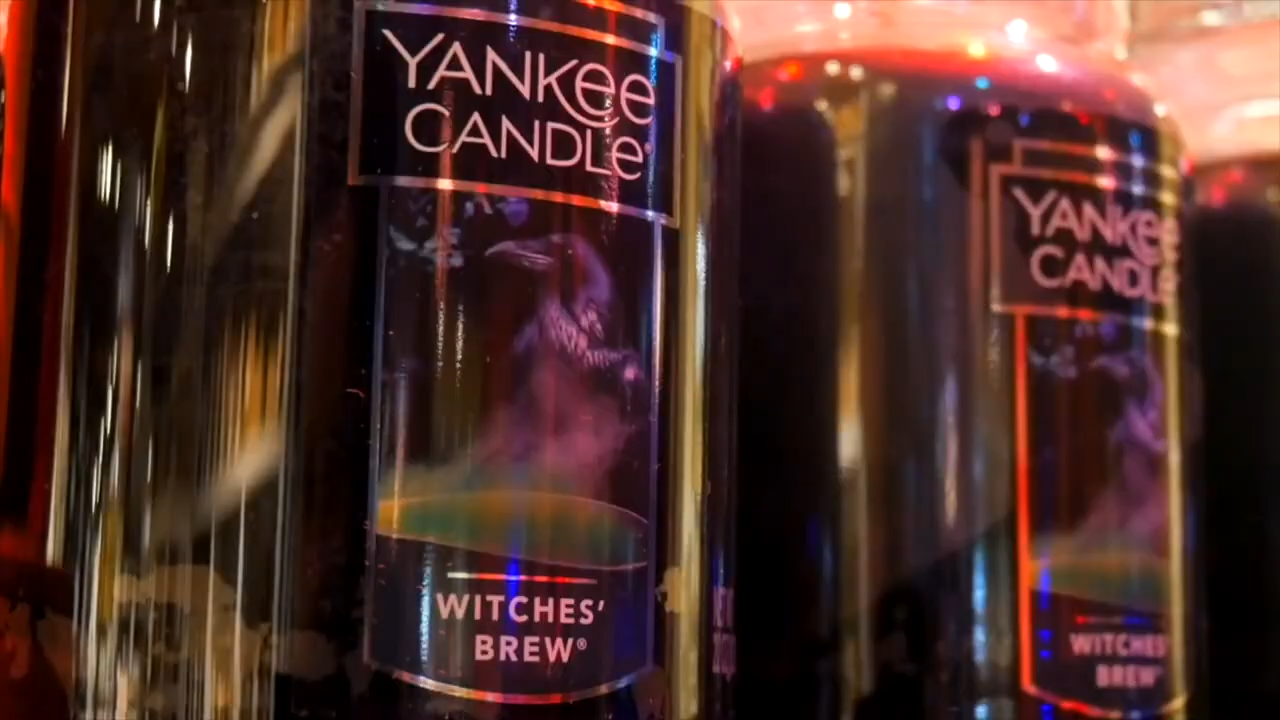 YANKee
CANDLe®
WITCHES'
BREW®
YANKee
CANDLe
WITCHES'
BREW